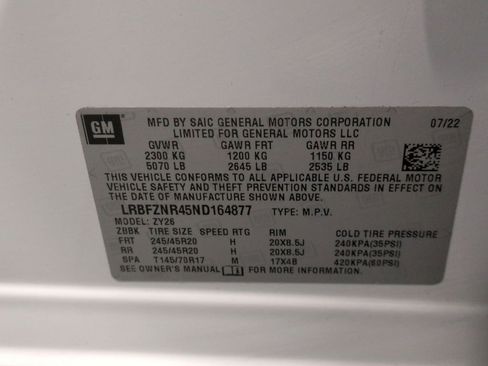 GM
MFD BY SAIC GENERAL MOTORS CORPORATION 07/22
LIMITED FOR GENERAL MOTORS LLC
GVWR GAWR FRT GAWR RR
2300 KG 1200 KG 1150 KG
5070 LB 2645 LB 2535 LB
THIS VEHICLE CONFORMS TO ALL APPLICABLE U.S. FEDERAL MOTOR
VEHICLE SAFETY AND THEFT PREVENTION STANDARDS IN EFFECT ON
THE DATE OF MANUFACTURE SHOWN ABOVE.
LRBFZNR45ND164877 TYPE: M.P.V.
MODEL: ZY26
ZBBK TIRE SIZE SPEED RTG RIM COLD TIRE PRESSURE
FRT 245/45R20 H 20X8.5J 240KPA(35PSI)
RR 245/45R20 H 20X8.5J 240KPA(35PSI)
SPA T145/70R17 M 17X4B 420KPA(60PSI)
SEE OWNER'S MANUAL FOR MORE INFORMATION.